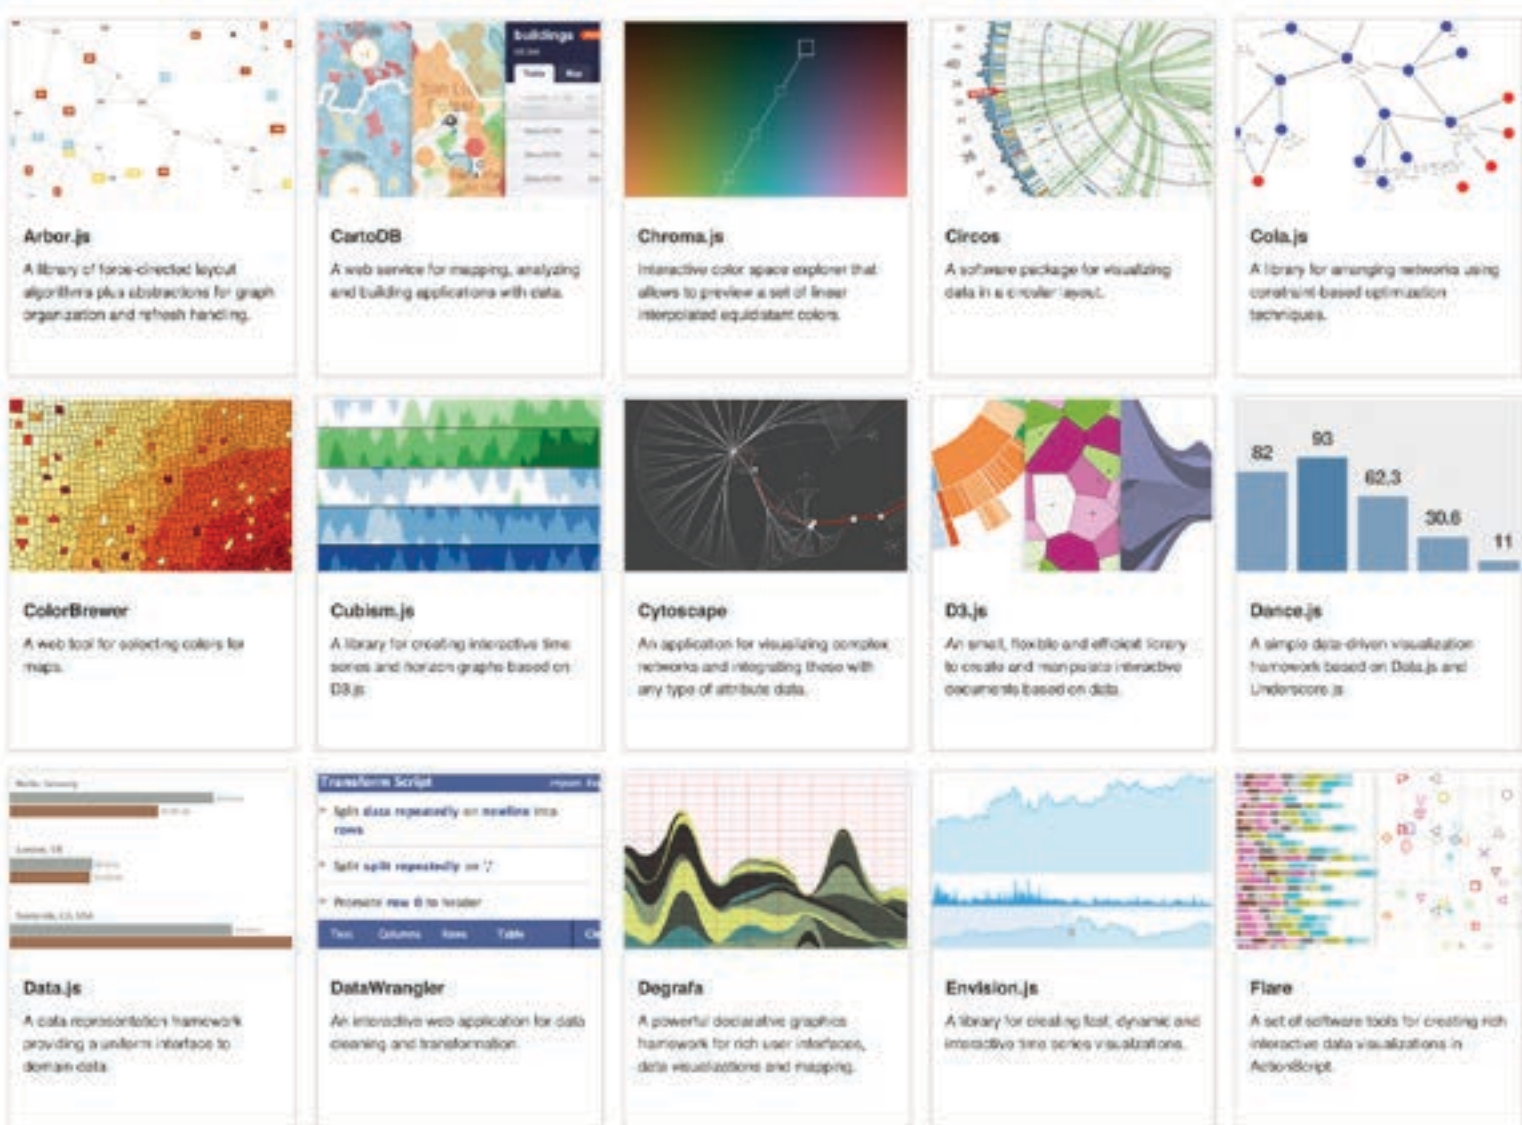 buildings
Arbor.js
A library of force-directed layout
algorithms plus abstractions for graph
organization and refresh handling.
CartoDB
A web service for mapping, analyzing
and building applications with data.
Chroma.js
Interactive color space explorer that
allows to preview a set of linear
interpolated equidistant colors.
Circos
A software package for visualizing
data in a circular layout.
Cola.js
A library for arranging networks using
constraint-based optimization
techniques.
82
93
62.3
30.6
11
ColorBrewer
A web tool for selecting colors for
maps.
Cubism.js
A library for creating interactive time
series and horizon graphs based on
D3.js
Cytoscape
An application for visualizing complex
networks and integrating these with
any type of attribute data.
D3.js
An small, flexible and efficient library
to create and manipulate interactive
documents based on data.
Dance.js
A simple data-driven visualization
framework based on Data.js and
Underscore.js
Berlin, Germany
London, UK
Transform Script
Split data repeatedly on newline into
rows
Split split repeatedly on ','
Promote row 0 to header
Text Columns Rows Table
Data.js
A data representation framework
providing a uniform interface to
domain data.
DataWrangler
An interactive web application for data
cleaning and transformation.
Degrafa
A powerful declarative graphics
framework for rich user interfaces,
data visualizations and mapping.
Envision.js
A library for creating fast, dynamic and
interactive time series visualizations.
Flare
A set of software tools for creating rich
interactive data visualizations in
ActionScript.